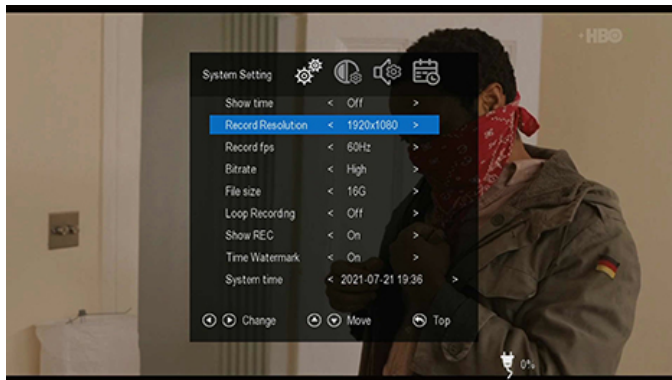 HBO
System Setting
Show time < Off >
Record Resolution < 1920x1080 >
Record fps < 60Hz >
Bitrate < High >
File size < 16G >
Loop Recording < Off >
Show REC < On >
Time Watermark < On >
System time < 2021-07-21 19:36 >
Change Move Top
0%